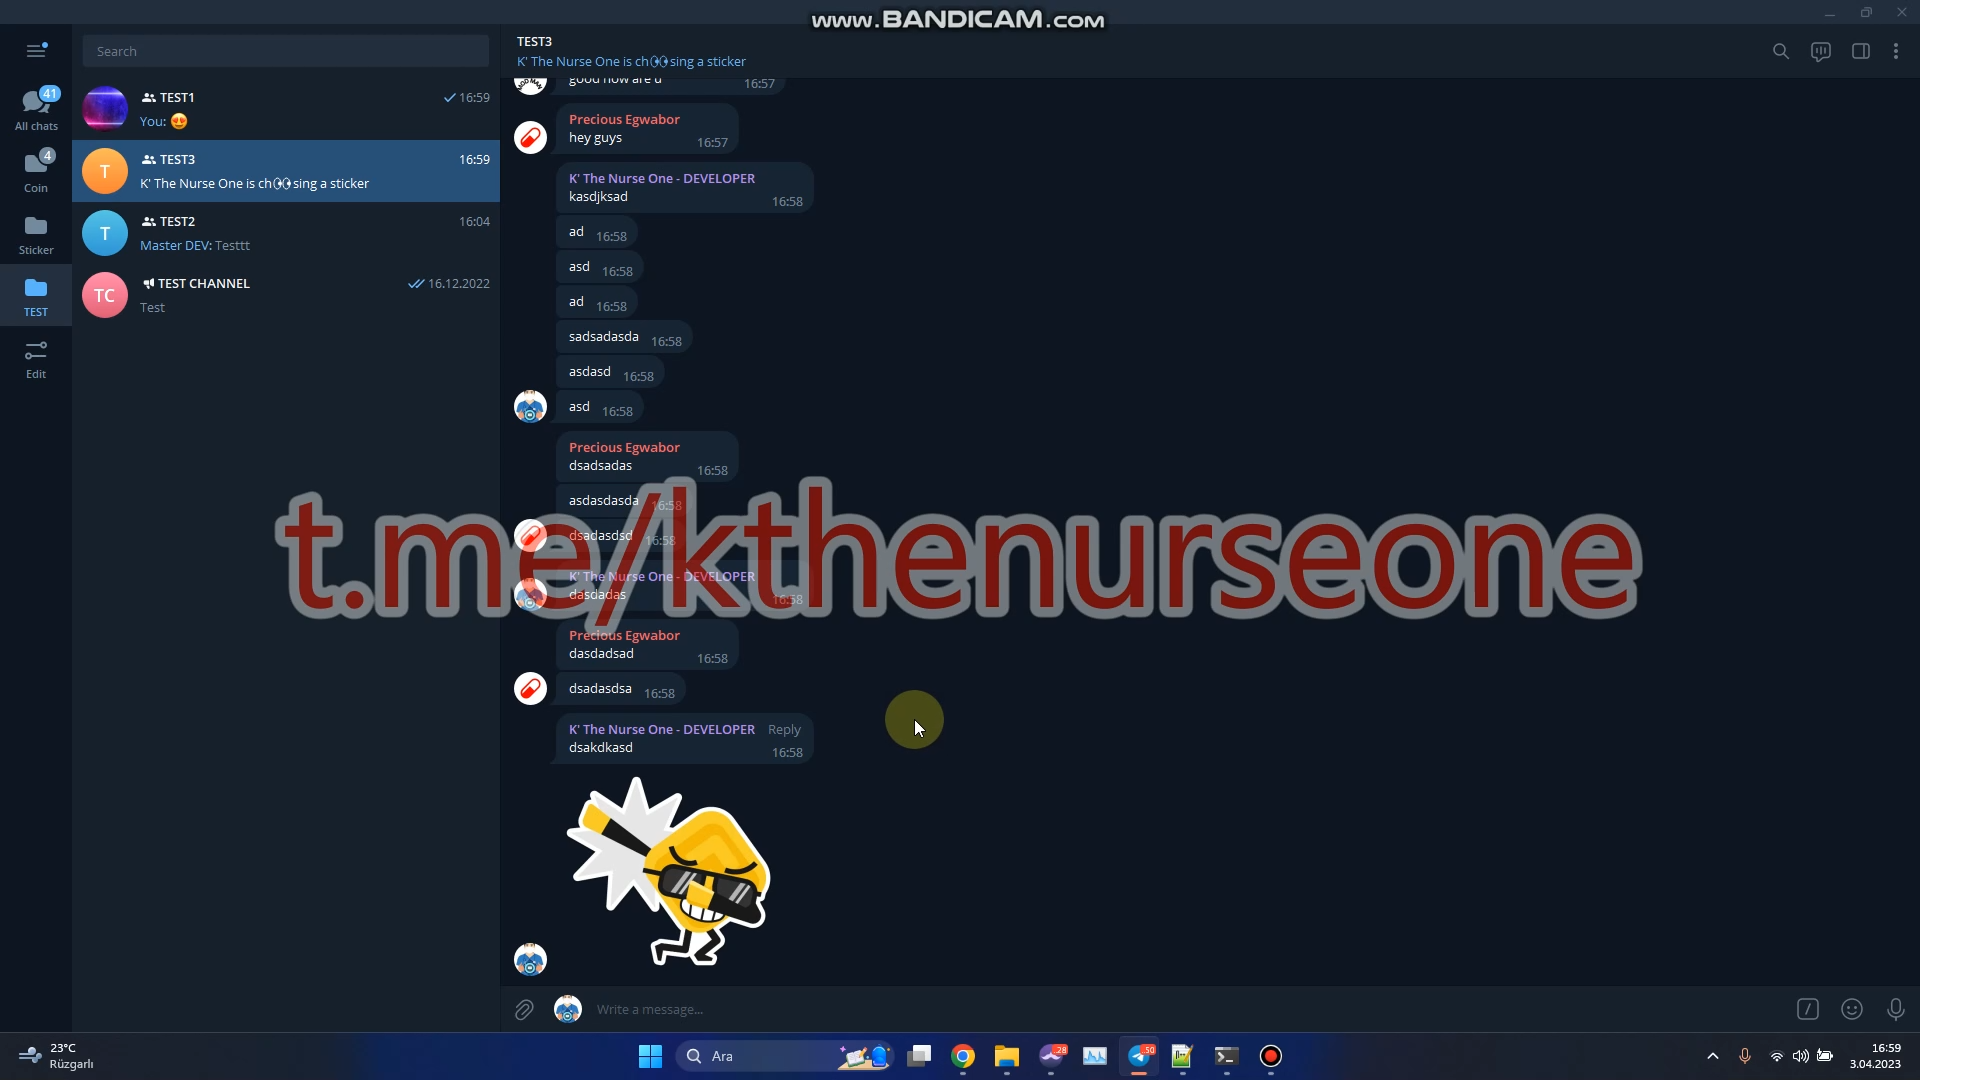 www.BANDICAM.com
Search
41
All chats
4
Coin
Sticker
TEST
Edit
TEST1
16:59
You: 😍
T
TEST3
16:59
K' The Nurse One is ch👀sing a sticker
T
TEST2
16:04
Master DEV: Testtt
TC
TEST CHANNEL
16.12.2022
Test
TEST3
K' The Nurse One is ch👀sing a sticker
good how are u
16:57
Precious Egwabor
hey guys
16:57
K' The Nurse One - DEVELOPER
kasdjksad
16:58
ad 16:58
asd 16:58
ad 16:58
sadsadasda 16:58
asdasd 16:58
asd 16:58
Precious Egwabor
dsadsadas
16:58
asdasdasda 16:58
dsadasdsd 16:58
t.me/kthenurseone
K' The Nurse One - DEVELOPER
dasdadas
16:58
Precious Egwabor
dasdadsad
16:58
dsadasdsa 16:58
K' The Nurse One - DEVELOPER Reply
dsakdkasd
16:58
Write a message...
23°C
Rüzgarlı
Ara
28
50
16:59
3.04.2023